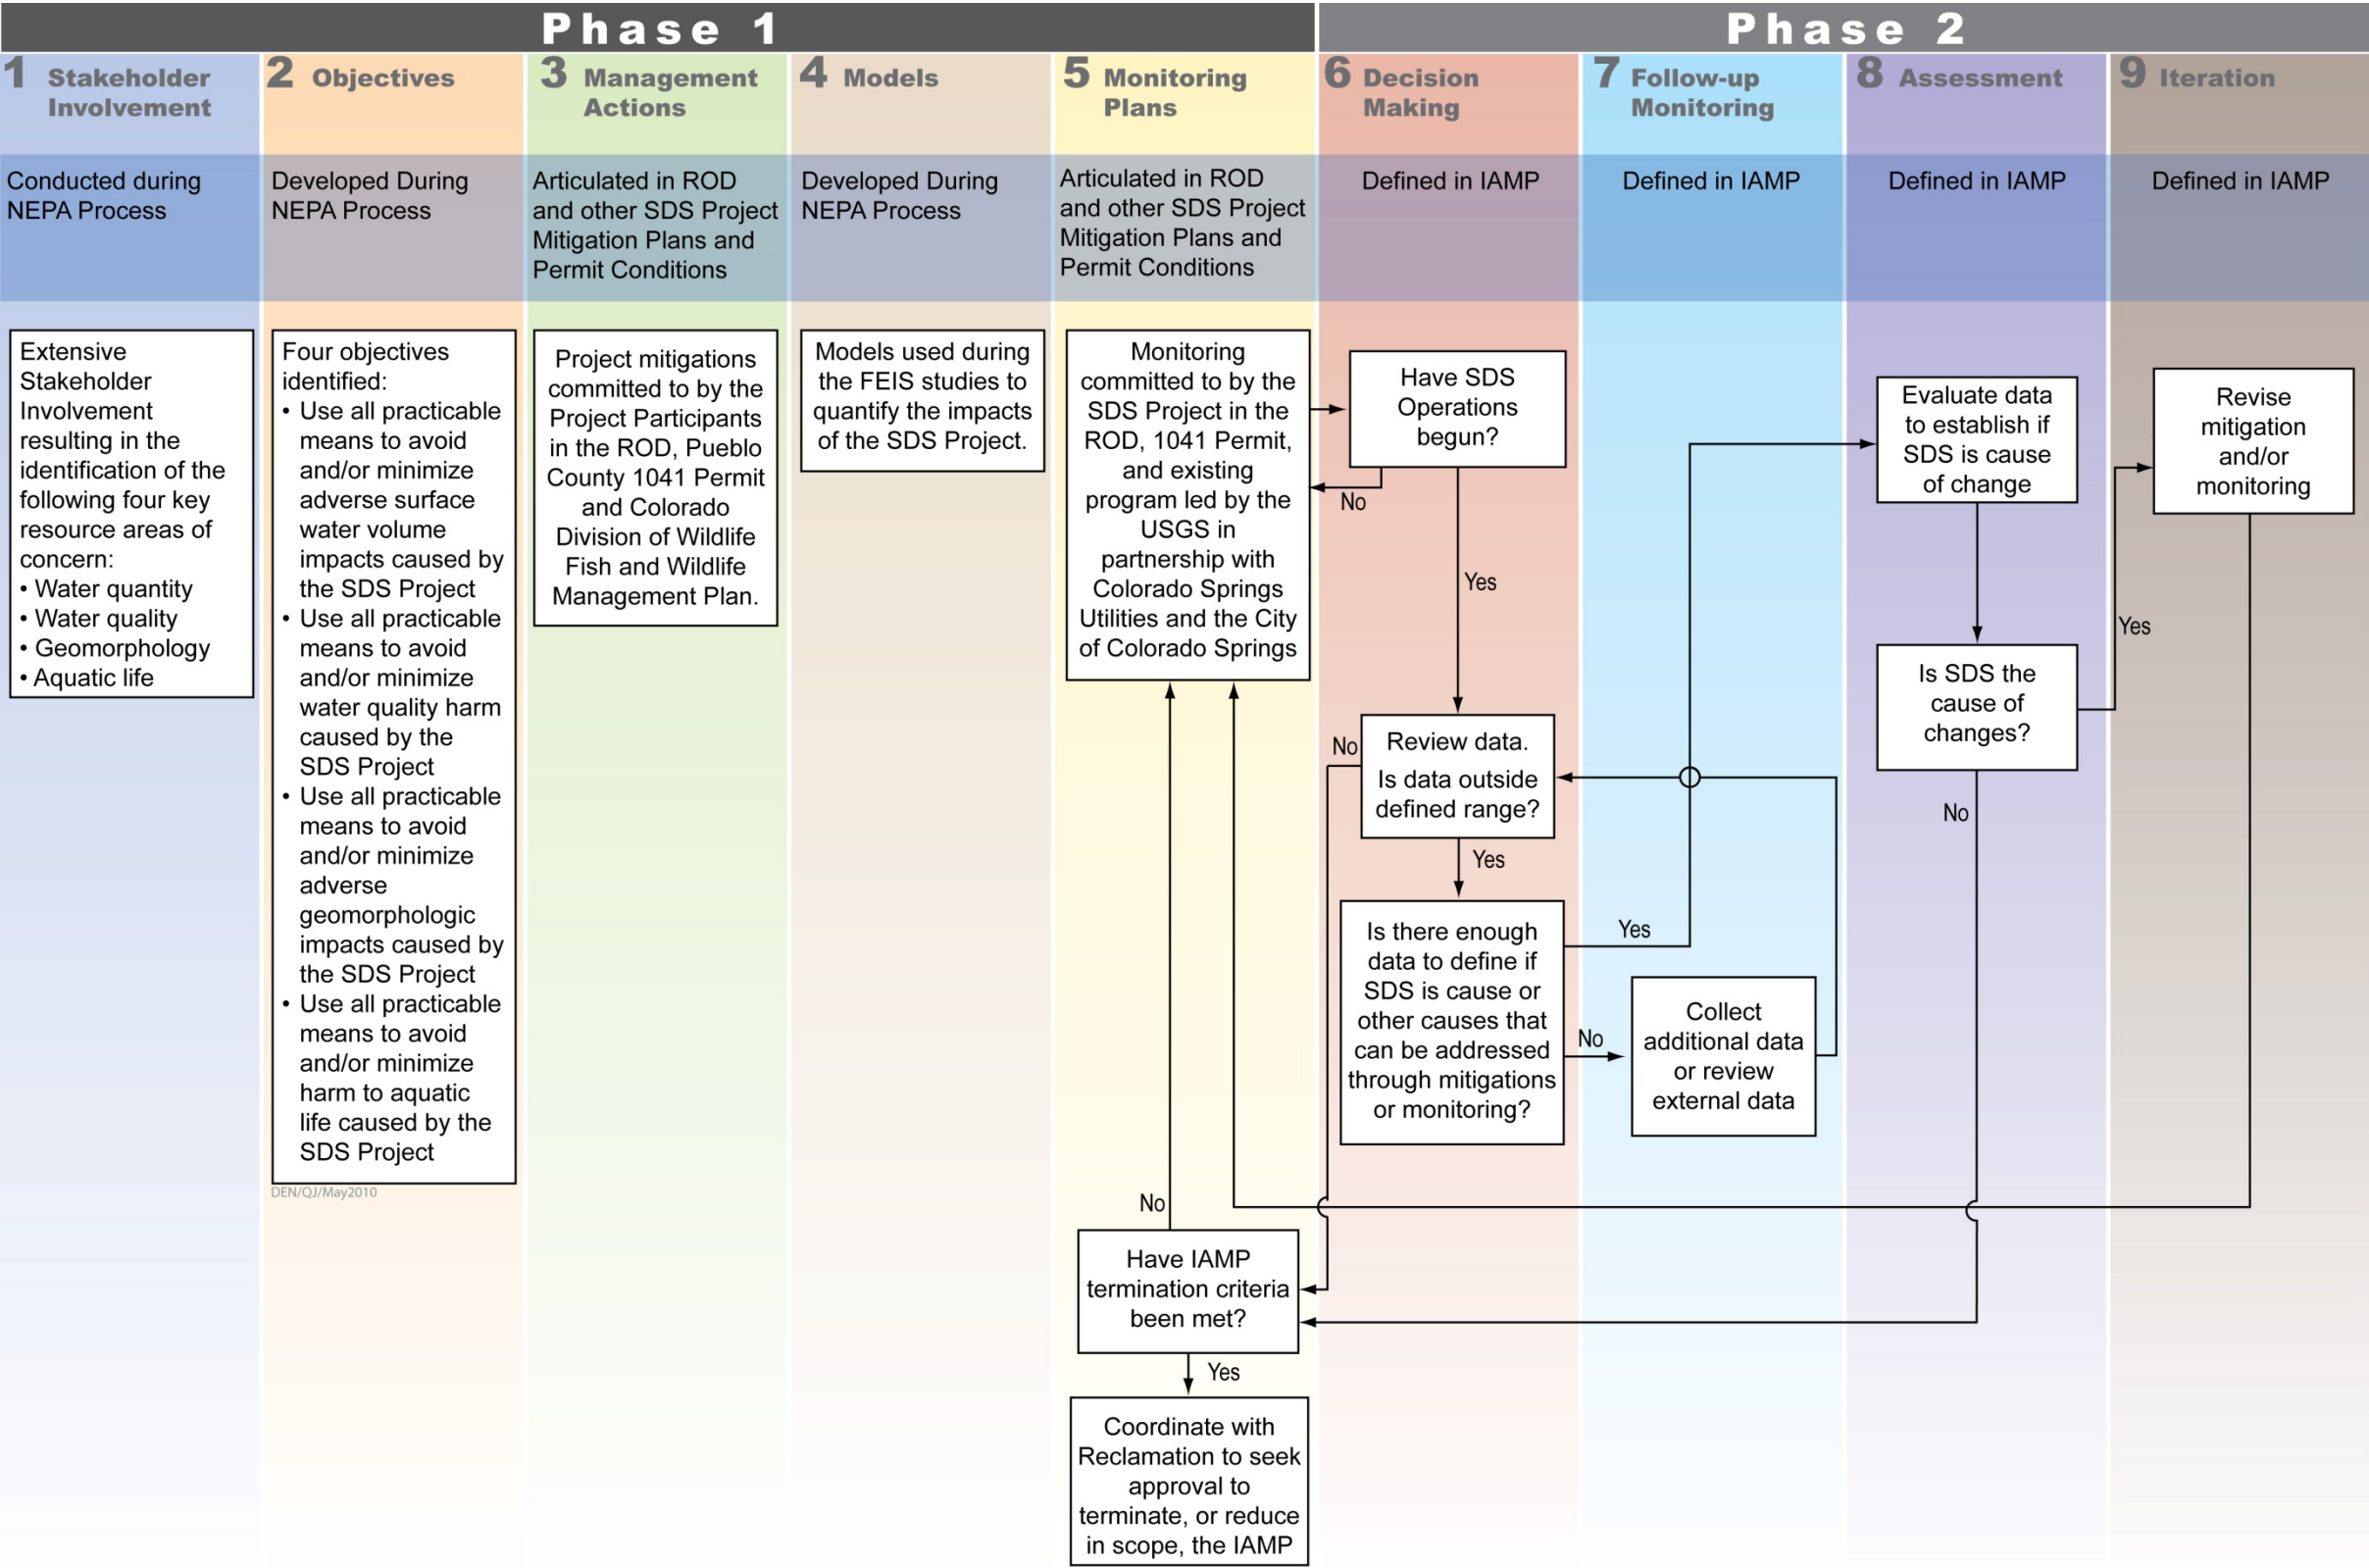 Phase 1
Phase 2
1 Stakeholder
Involvement
2 Objectives
3 Management
Actions
4 Models
5 Monitoring
Plans
6 Decision
Making
7 Follow-up
Monitoring
8 Assessment
9 Iteration
Conducted during
NEPA Process
Developed During
NEPA Process
Articulated in ROD
and other SDS Project
Mitigation Plans and
Permit Conditions
Developed During
NEPA Process
Articulated in ROD
and other SDS Project
Mitigation Plans and
Permit Conditions
Defined in IAMP
Defined in IAMP
Defined in IAMP
Defined in IAMP
Extensive
Stakeholder
Involvement
resulting in the
identification of the
following four key
resource areas of
concern:
• Water quantity
• Water quality
• Geomorphology
• Aquatic life
Four objectives
identified:
• Use all practicable
means to avoid
and/or minimize
adverse surface
water volume
impacts caused by
the SDS Project
• Use all practicable
means to avoid
and/or minimize
water quality harm
caused by the
SDS Project
• Use all practicable
means to avoid
and/or minimize
adverse
geomorphologic
impacts caused by
the SDS Project
• Use all practicable
means to avoid
and/or minimize
harm to aquatic
life caused by the
SDS Project
DEN/QJ/May2010
Project mitigations
committed to by the
Project Participants
in the ROD, Pueblo
County 1041 Permit
and Colorado
Division of Wildlife
Fish and Wildlife
Management Plan.
Models used during
the FEIS studies to
quantify the impacts
of the SDS Project.
Monitoring
committed to by the
SDS Project in the
ROD, 1041 Permit,
and existing
program led by the
USGS in
partnership with
Colorado Springs
Utilities and the City
of Colorado Springs
No
Have IAMP
termination criteria
been met?
Yes
Coordinate with
Reclamation to seek
approval to
terminate, or reduce
in scope, the IAMP
Have SDS
Operations
begun?
No
Yes
No
Review data.
Is data outside
defined range?
Yes
Is there enough
data to define if
SDS is cause or
other causes that
can be addressed
through mitigations
or monitoring?
Yes
No
Collect
additional data
or review
external data
Evaluate data
to establish if
SDS is cause
of change
Is SDS the
cause of
changes?
Yes
No
Revise
mitigation
and/or
monitoring